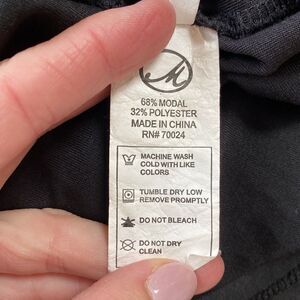 M
68% MODAL
32% POLYESTER
MADE IN CHINA
RN# 70024
MACHINE WASH
COLD WITH LIKE
COLORS
TUMBLE DRY LOW
REMOVE PROMPTLY
DO NOT BLEACH
DO NOT DRY
CLEAN